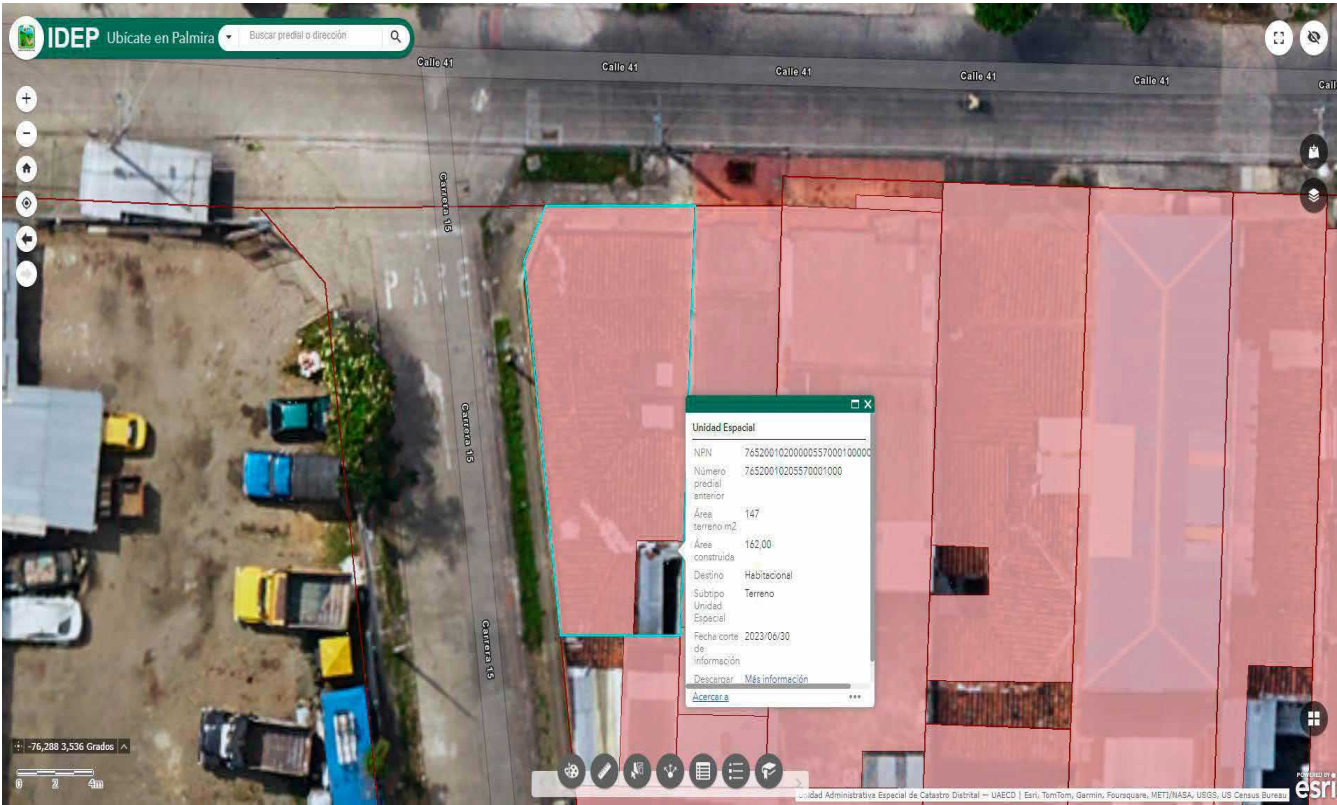 IDEP Ubícate en Palmira
Buscar predial o dirección
Calle 41
Calle 41
Calle 41
Calle 41
Calle 41
Call
Carrera 15
PARE
Carrera 15
Carrera 15
Unidad Espacial
NPN 76520010200000557000100000
Número predial anterior 76520010205570001000
Área terreno m2 147
Área construida 162,00
Destino Habitacional
Subtipo Unidad Espacial Terreno
Fecha corte de información 2023/06/30
Descargar Más información
Acercar a
-76,288 3,536 Grados
0 2 4m
Unidad Administrativa Especial de Catastro Distrital — UAECD | Esri, TomTom, Garmin, Foursquare, METI/NASA, USGS, US Census Bureau
POWERED BY
esri